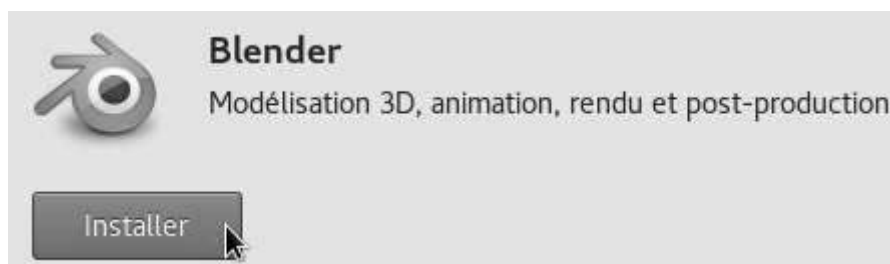 Blender
Modélisation 3D, animation, rendu et post-production
Installer